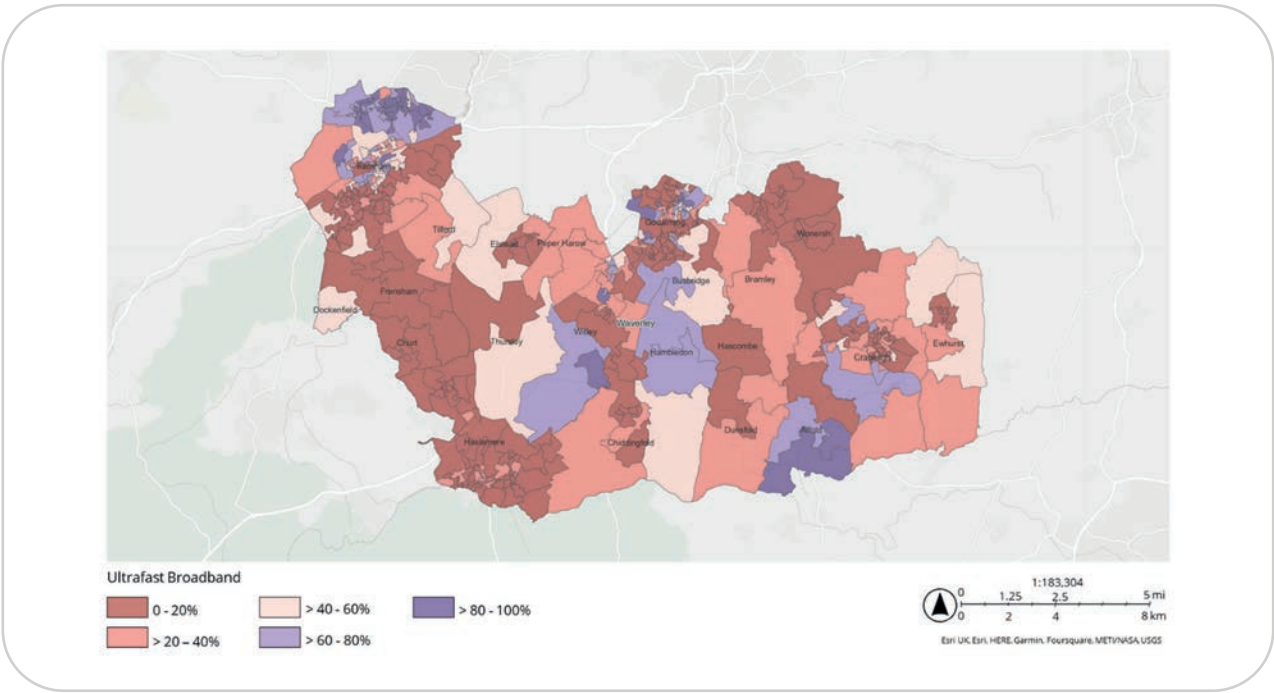 Farnham
Godalming
Wonersh
Tilford
Elstead
Peper Harow
Busbridge
Bramley
Frensham
Dockenfield
Waverley
Witley
Churt
Thursley
Hambledon
Hascombe
Ewhurst
Cranleigh
Haslemere
Chiddingfold
Dunsfold
Alfold
Ultrafast Broadband
0 - 20%
> 40 - 60%
> 80 - 100%
> 20 – 40%
> 60 - 80%
1:183,304
0 1.25 2.5 5 mi
0 2 4 8 km
Esri UK, Esri, HERE, Garmin, Foursquare, METI/NASA, USGS